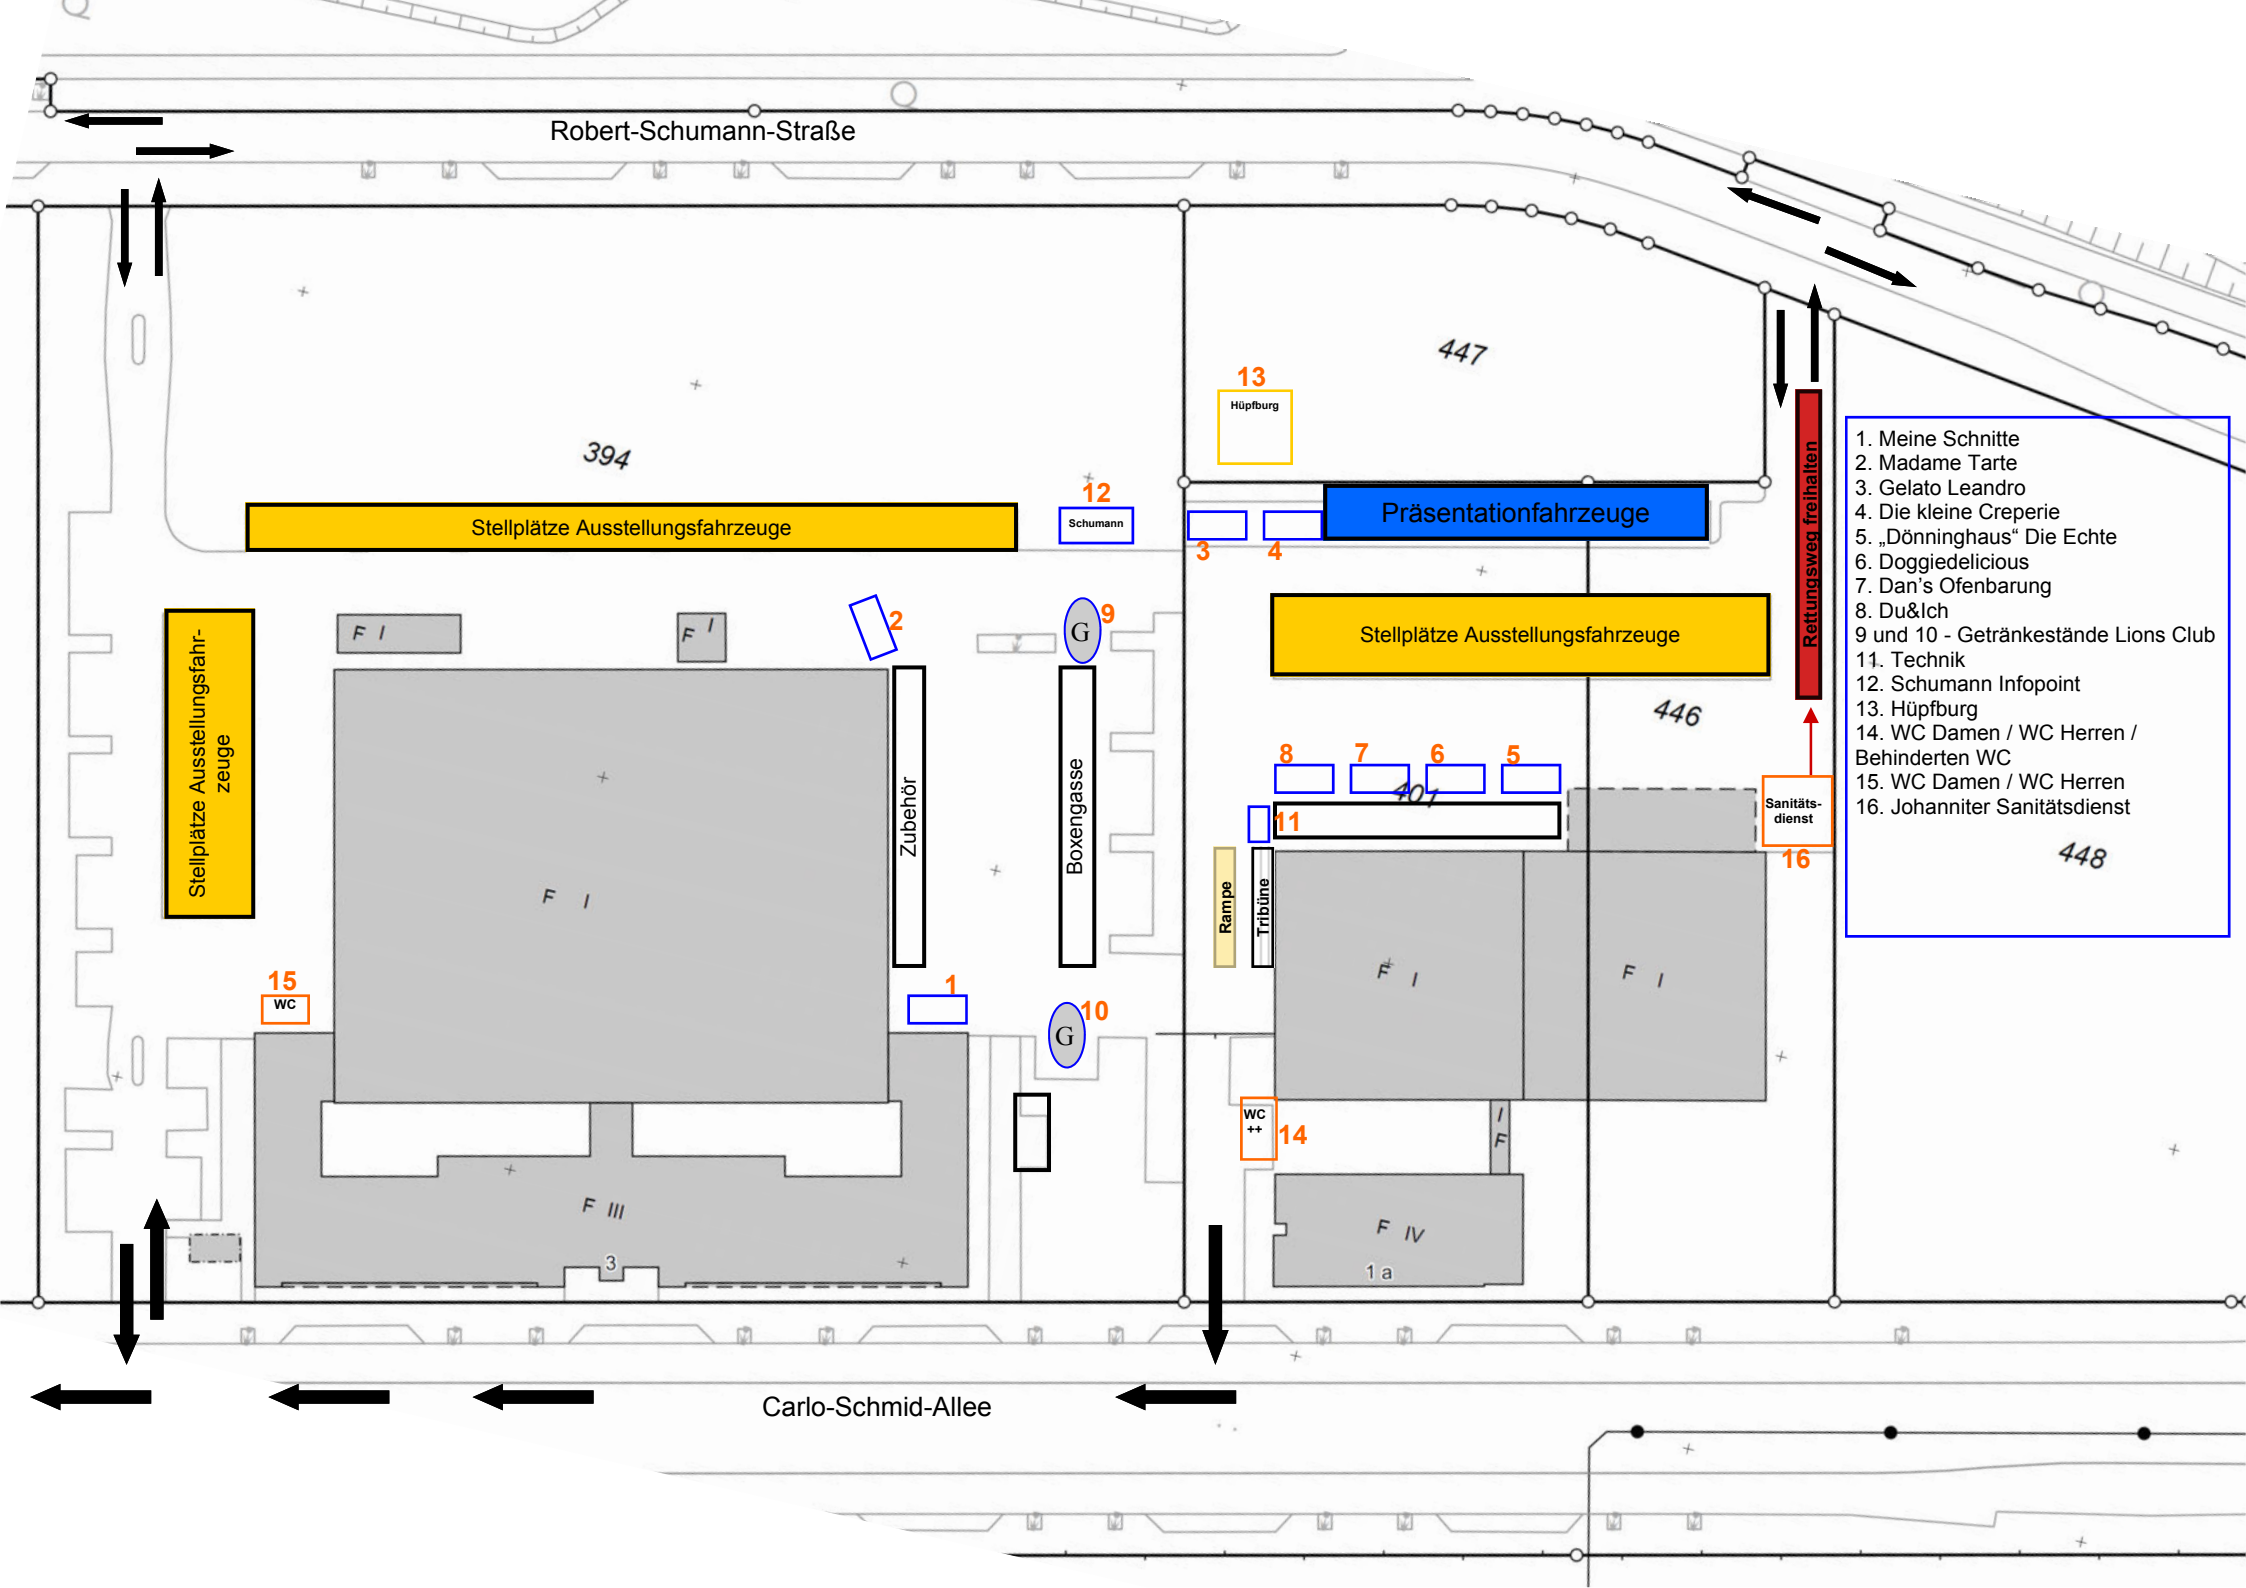 Robert-Schumann-Straße
447
13
Hüpfburg
394
12
Schumann
3
4
Präsentationfahrzeuge
Stellplätze Ausstellungsfahrzeuge
Rettungsweg freihalten
1. Meine Schnitte
2. Madame Tarte
3. Gelato Leandro
4. Die kleine Creperie
5. „Dönninghaus“ Die Echte
6. Doggiedelicious
7. Dan's Ofenbarung
8. Du&Ich
9 und 10 - Getränkestände Lions Club
11. Technik
12. Schumann Infopoint
13. Hüpfburg
14. WC Damen / WC Herren /
Behinderten WC
15. WC Damen / WC Herren
16. Johanniter Sanitätsdienst
448
F I
F I
2
G
9
Stellplätze Ausstellungsfahrzeuge
446
Stellplätze Ausstellungsfahr-
zeuge
Zubehör
Boxengasse
8
7
6
5
401
11
Sanitäts-
dienst
16
Rampe
Tribüne
F I
F I
F I
15
WC
1
G
10
WC
++
14
I
F
F III
3
F IV
1 a
Carlo-Schmid-Allee